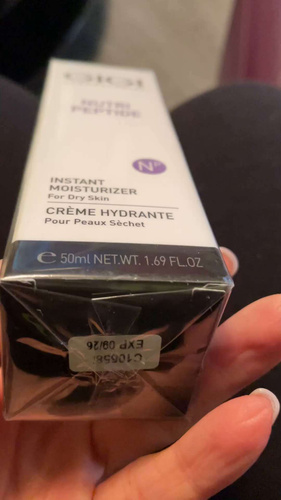 GIGI
NUTRI
PEPTIDE
Np
INSTANT
MOISTURIZER
For Dry Skin
CRÈME HYDRANTE
Pour Peaux Sèchet
e 50ml NET.WT. 1.69 FL.OZ
EXP 09/26